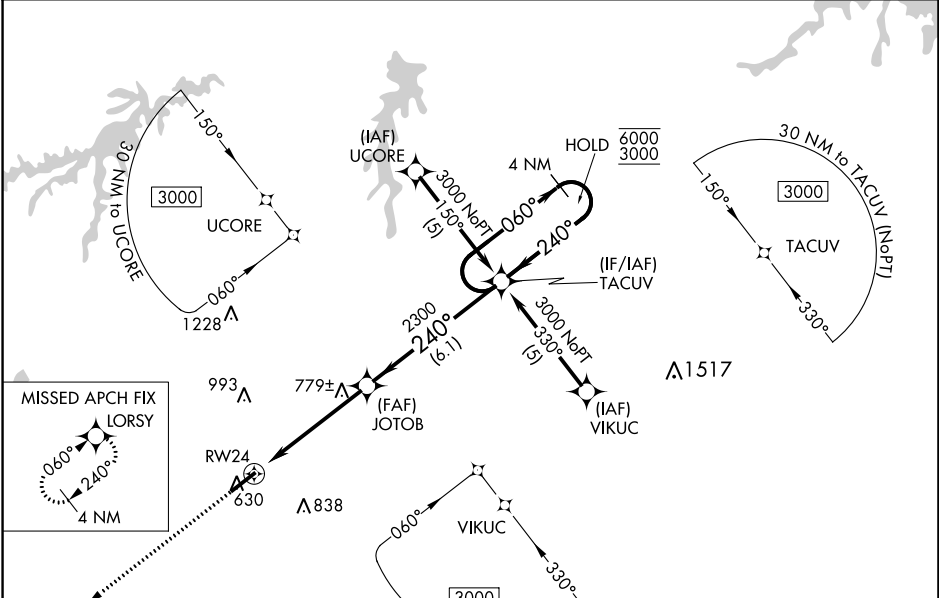 150°
30 NM to UCORE
3000
UCORE
060°
1228
(IAF)
UCORE
3000 NoPT
150°
(5)
4 NM
HOLD
6000
3000
060°
240°
(IF/IAF)
TACUV
30 NM to TACUV (NoPT)
3000
150°
TACUV
330°
2300
240°
(6.1)
3000 NoPT
330°
(5)
1517
(IAF)
VIKUC
993
779±
(FAF)
JOTOB
MISSED APCH FIX
LORSY
060°
240°
4 NM
RW24
630
838
060°
VIKUC
330°
3000